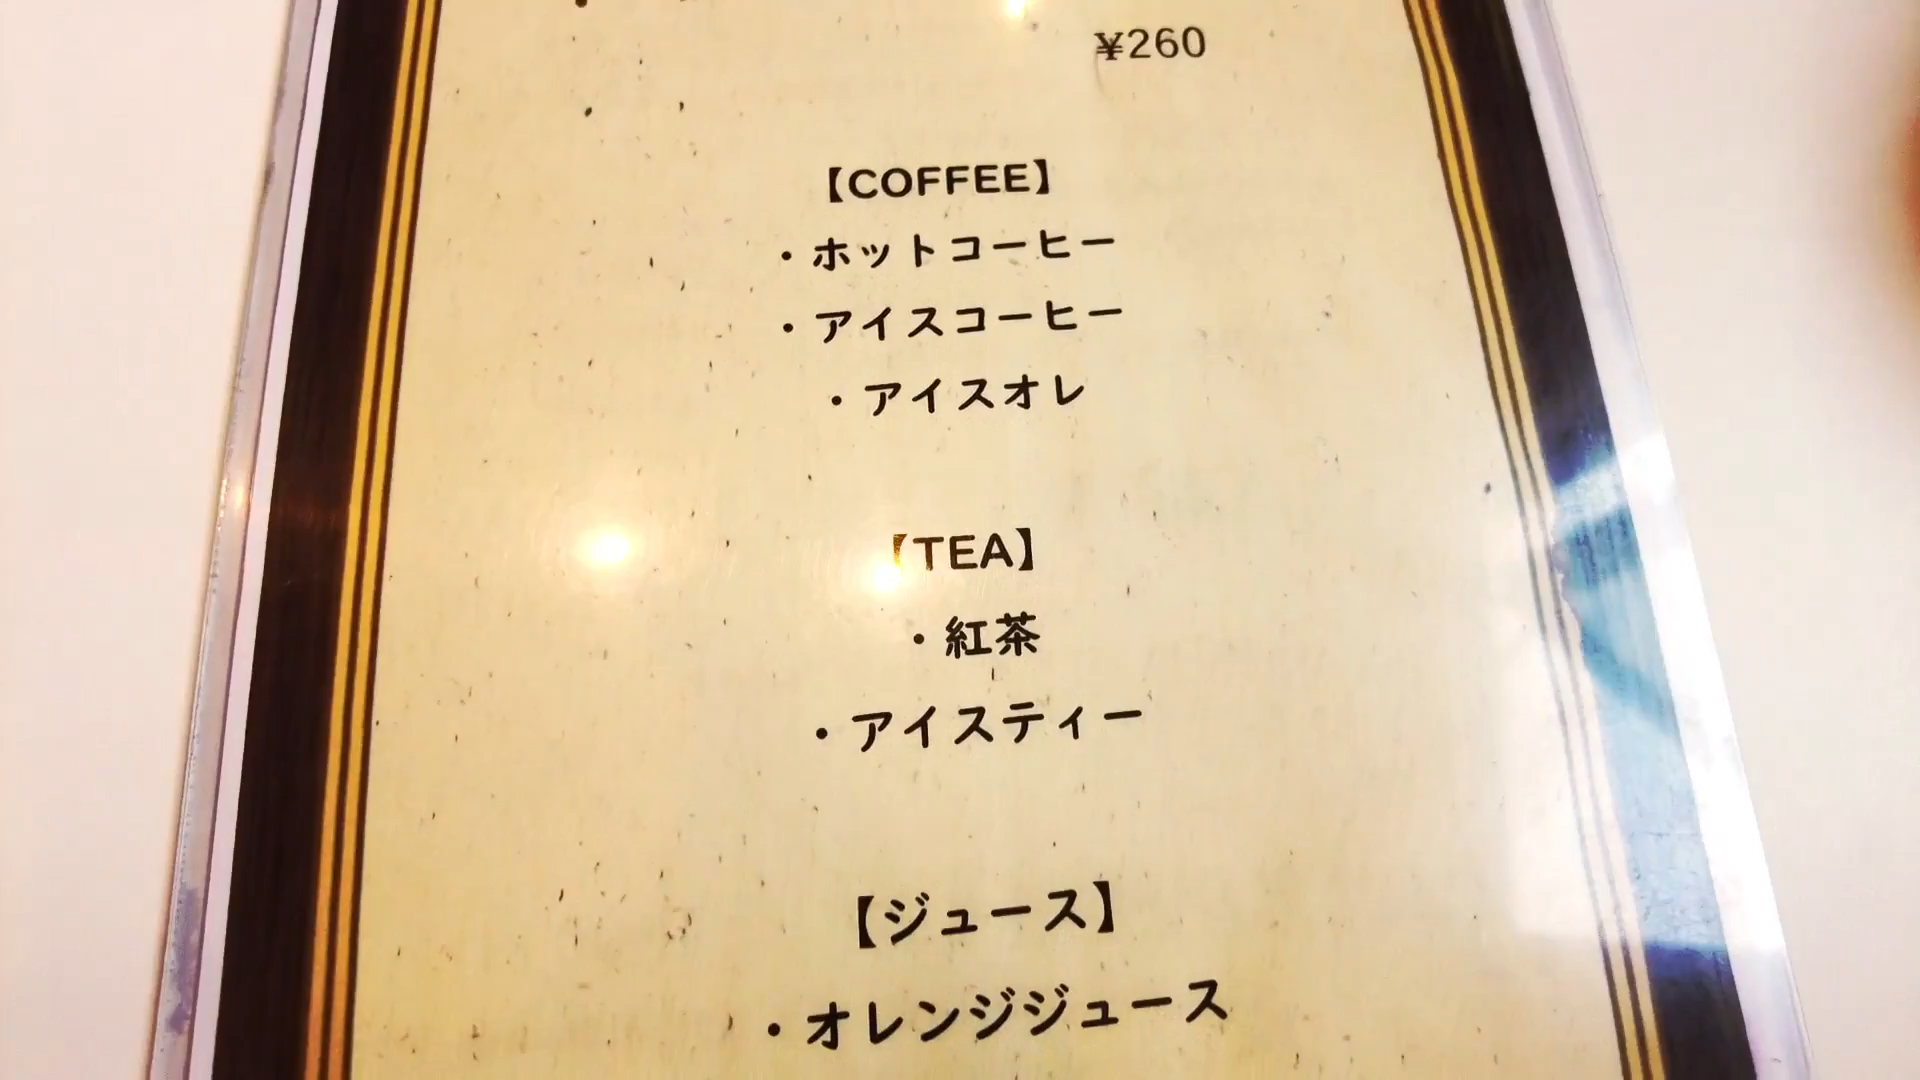 ¥260
【COFFEE】
・ホットコーヒー
・アイスコーヒー
・アイスオレ
【TEA】
・紅茶
・アイスティー
【ジュース】
・オレンジジュース